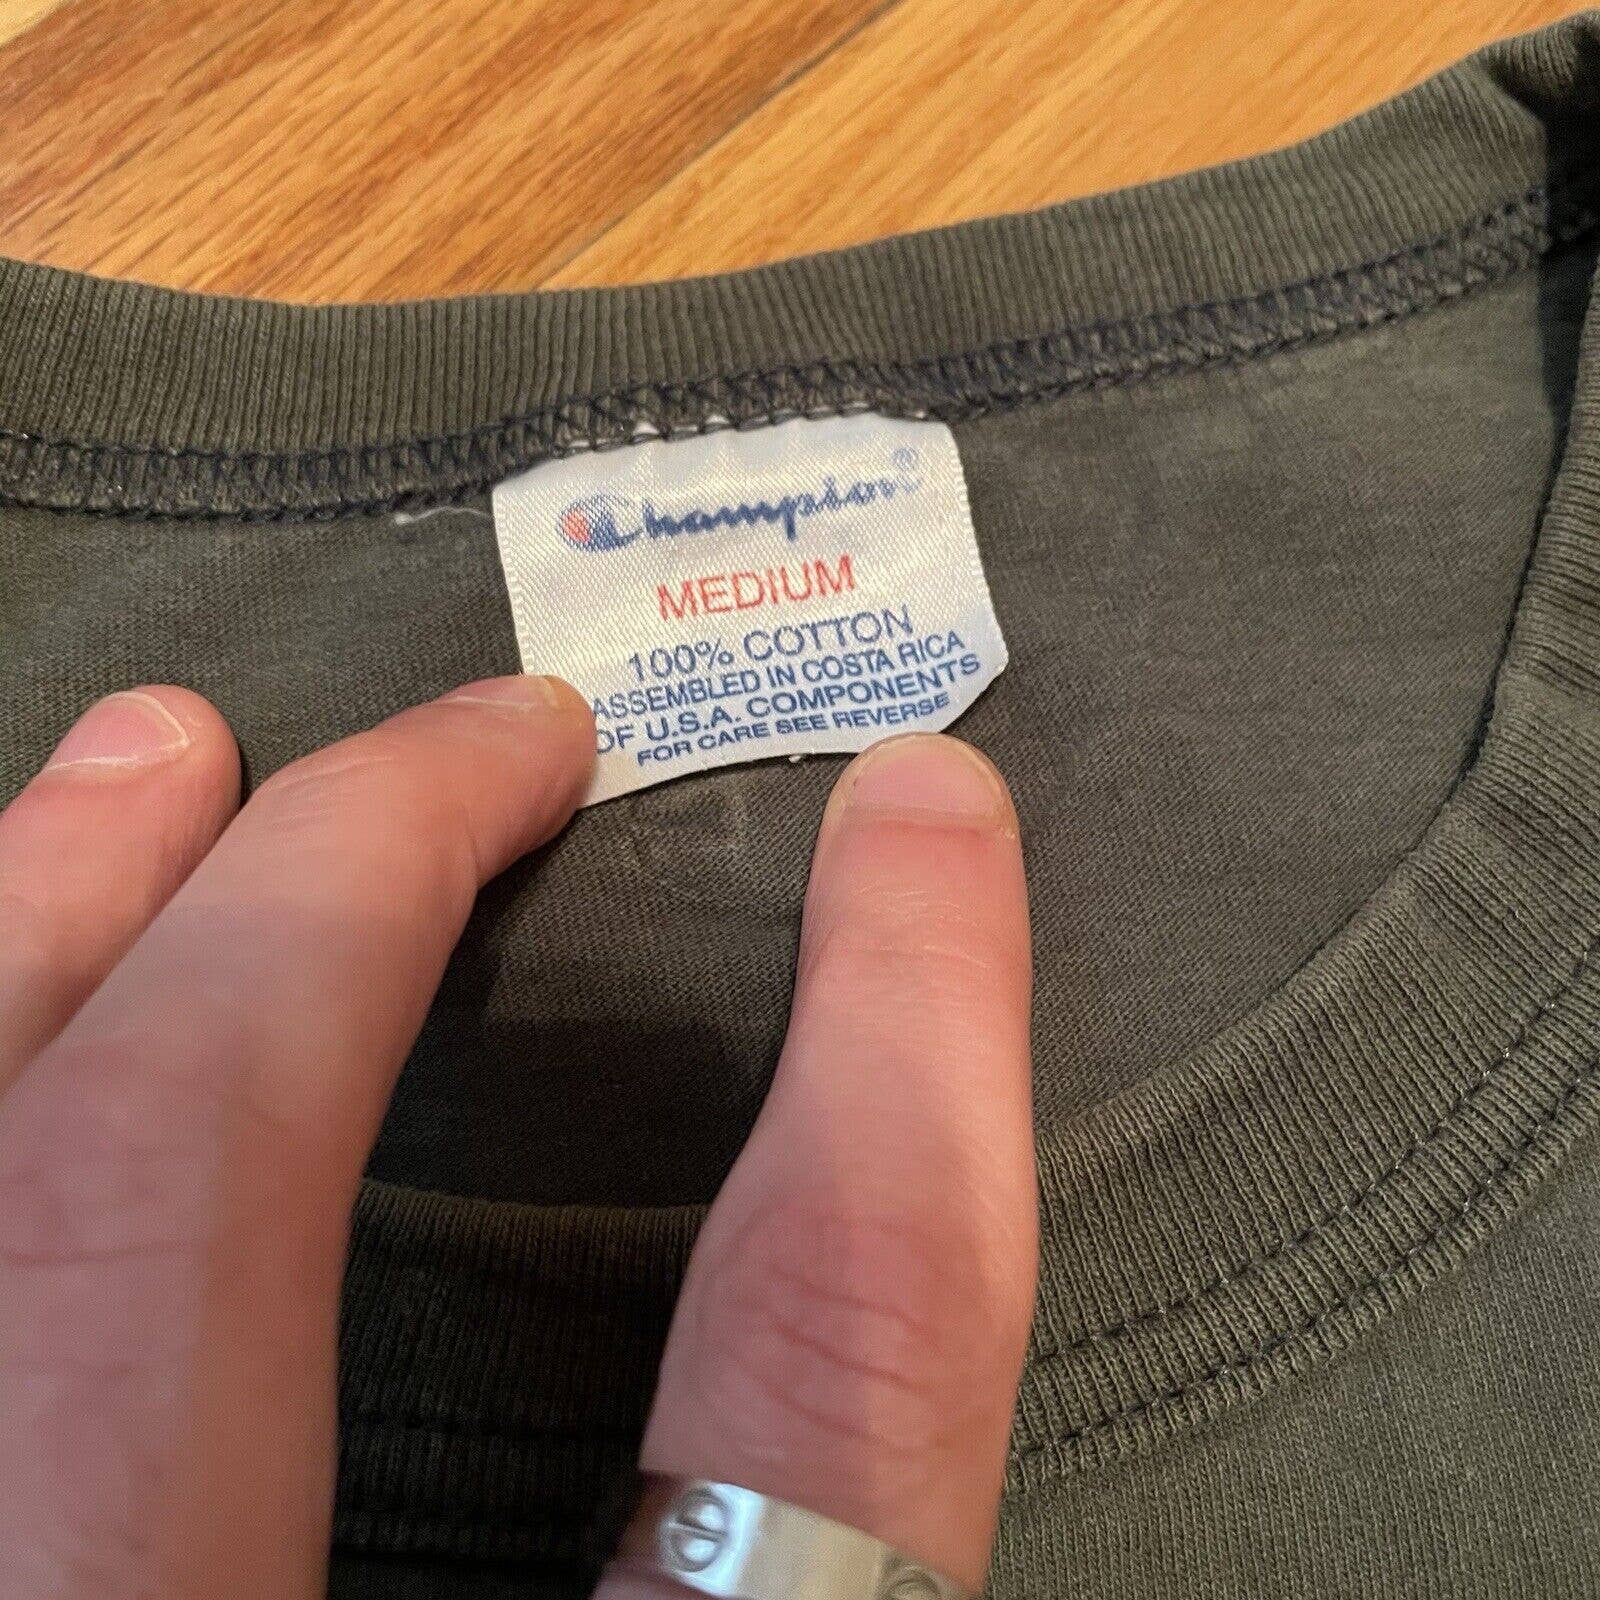 Champion®
MEDIUM
100% COTTON
ASSEMBLED IN COSTA RICA
OF U.S.A. COMPONENTS
FOR CARE SEE REVERSE